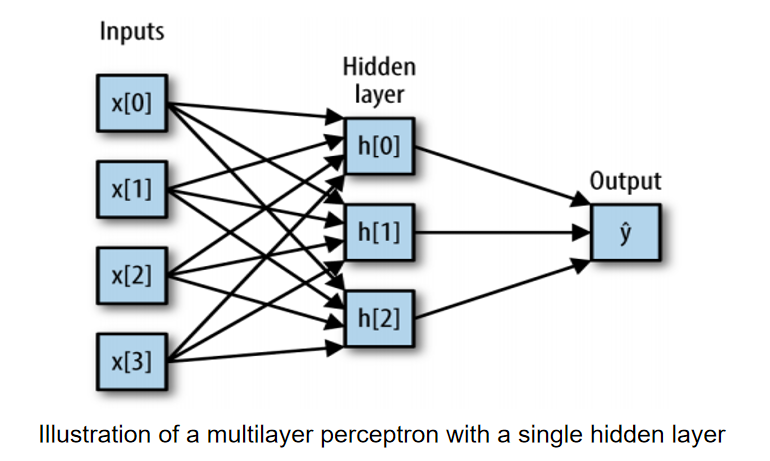 Inputs
x[0]
x[1]
x[2]
x[3]
Hidden
layer
h[0]
h[1]
h[2]
Output
ŷ
Illustration of a multilayer perceptron with a single hidden layer